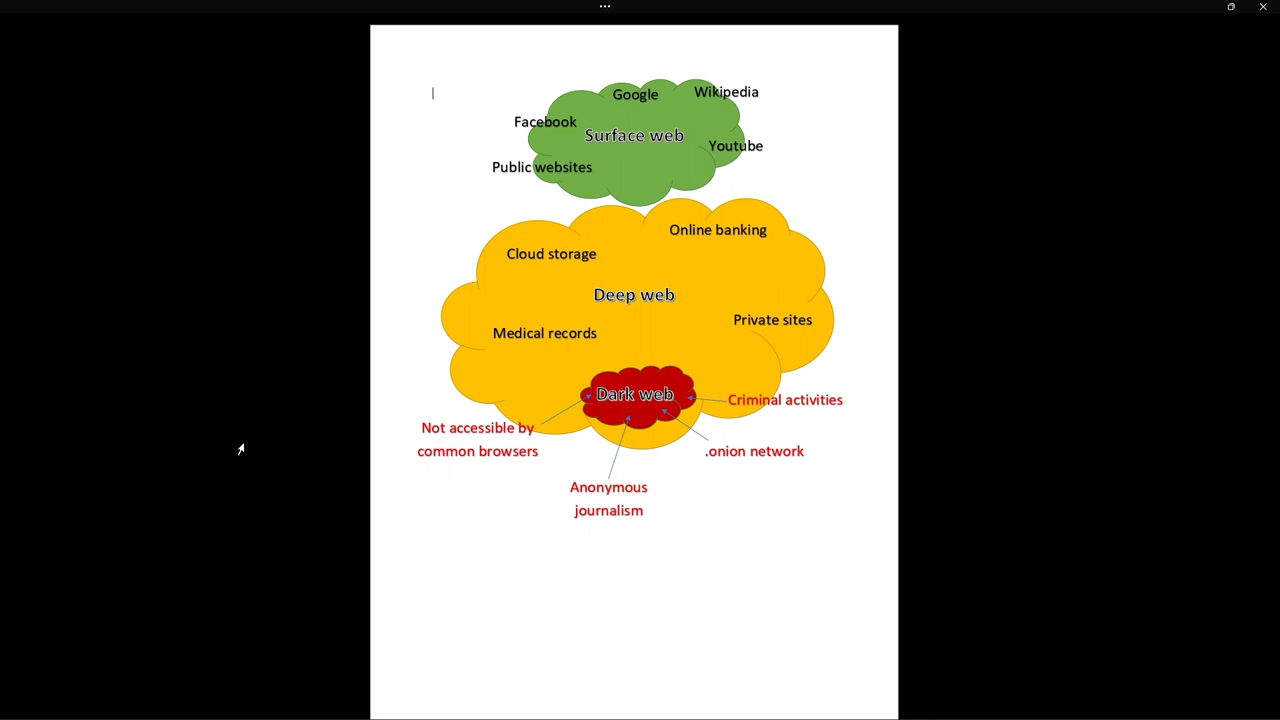 Google
Wikipedia
Facebook
Surface web
Youtube
Public websites
Online banking
Cloud storage
Deep web
Private sites
Medical records
Dark web
Criminal activities
Not accessible by
common browsers
.onion network
Anonymous
journalism